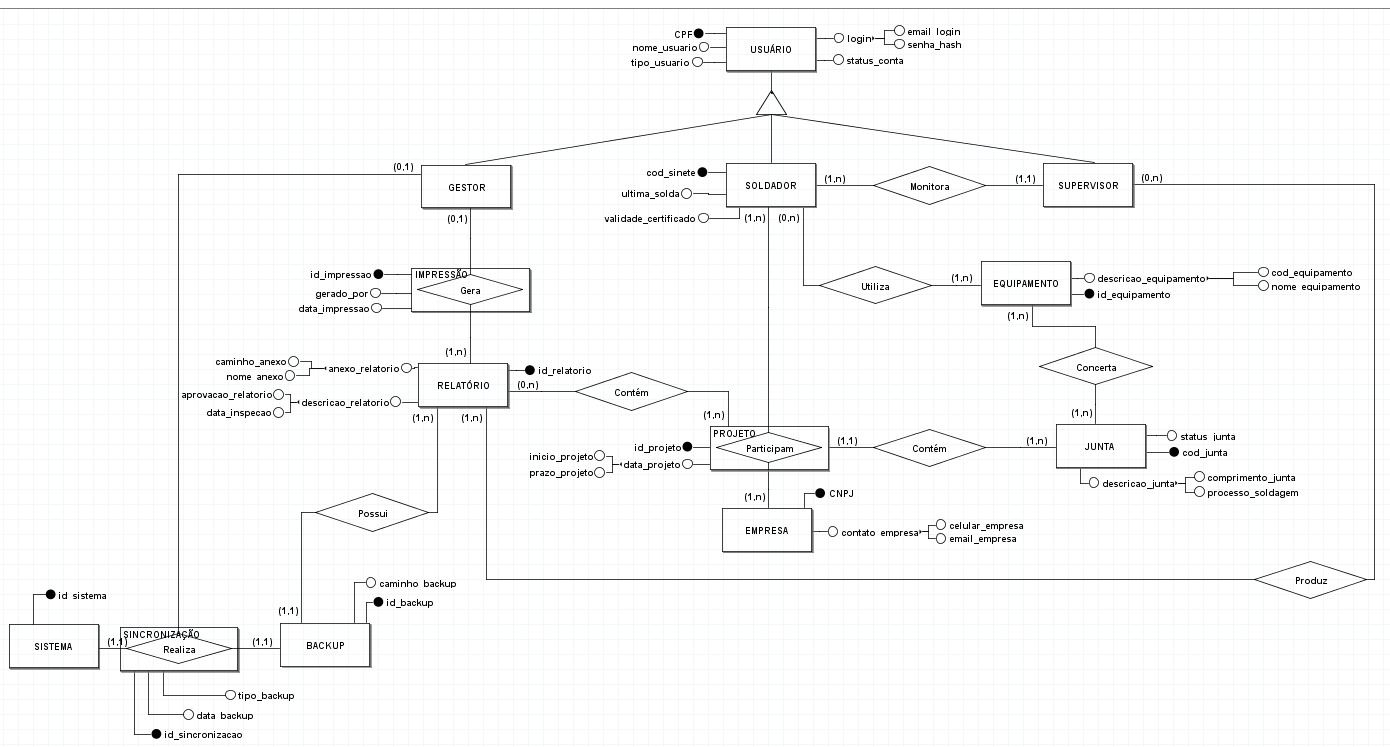 CPF
nome_usuario
tipo_usuario
USUÁRIO
login
email_login
senha_hash
status_conta
(0,1)
GESTOR
(0,1)
cod_sinete
ultima_solda
validade_certificado
SOLDADOR
(1,n)
(1,n)
(0,n)
Monitora
(1,1)
SUPERVISOR
(0,n)
id_impressao
gerado_por
data_impressao
IMPRESSÃO
Gera
(1,n)
Utiliza
(1,n)
EQUIPAMENTO
descricao_equipamento
cod_equipamento
nome_equipamento
id_equipamento
(1,n)
Concerta
(1,n)
caminho_anexo
nome_anexo
anexo_relatorio
aprovacao_relatorio
data_inspecao
descricao_relatorio
RELATÓRIO
id_relatorio
(0,n)
(1,n)
(1,n)
Contém
(1,n)
PROJETO
Participam
id_projeto
inicio_projeto
prazo_projeto
data_projeto
(1,1)
Contém
(1,n)
JUNTA
status_junta
cod_junta
descricao_junta
comprimento_junta
processo_soldagem
(1,n)
CNPJ
EMPRESA
contato_empresa
celular_empresa
email_empresa
Possui
Produz
caminho_backup
id_backup
(1,1)
id_sistema
SISTEMA
(1,1)
SINCRONIZAÇÃO
Realiza
(1,1)
BACKUP
tipo_backup
data_backup
id_sincronizacao